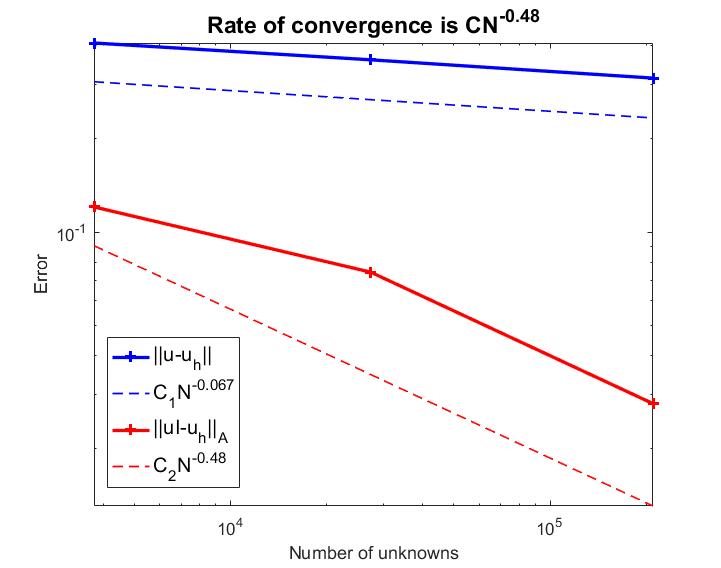 Rate of convergence is CN^-0.48
Error
10^-1
||u-u_h||
C_1N^-0.067
||uI-u_h||_A
C_2N^-0.48
10^4
10^5
Number of unknowns